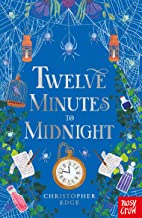 TWELVE
MINUTES
TO
MIDNIGHT
CHRISTOPHER
EDGE
nosy
crow